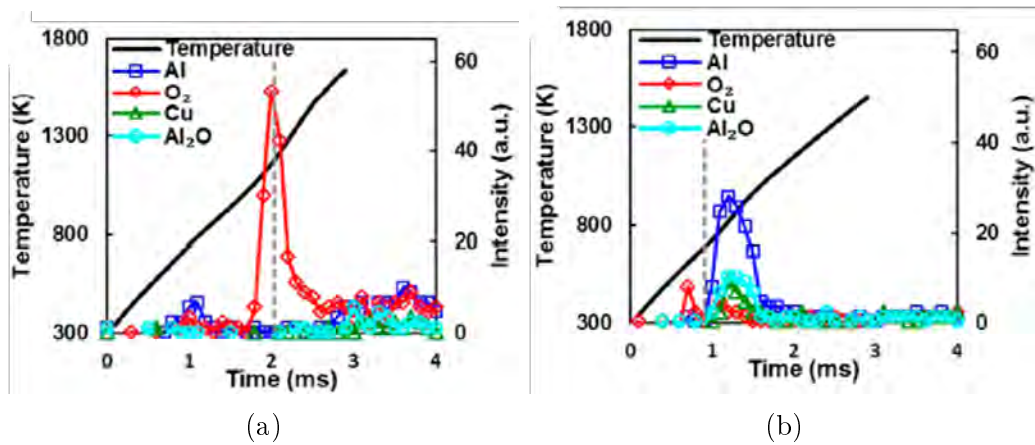 1800
1300
800
300
Temperature (K)
Temperature
Al
O₂
Cu
Al₂O
60
40
20
0
Intensity (a.u.)
0
1
2
3
4
Time (ms)
(a)
1800
1300
800
300
Temperature (K)
Temperature
Al
O₂
Cu
Al₂O
60
40
20
0
Intensity (a.u.)
0
1
2
3
4
Time (ms)
(b)